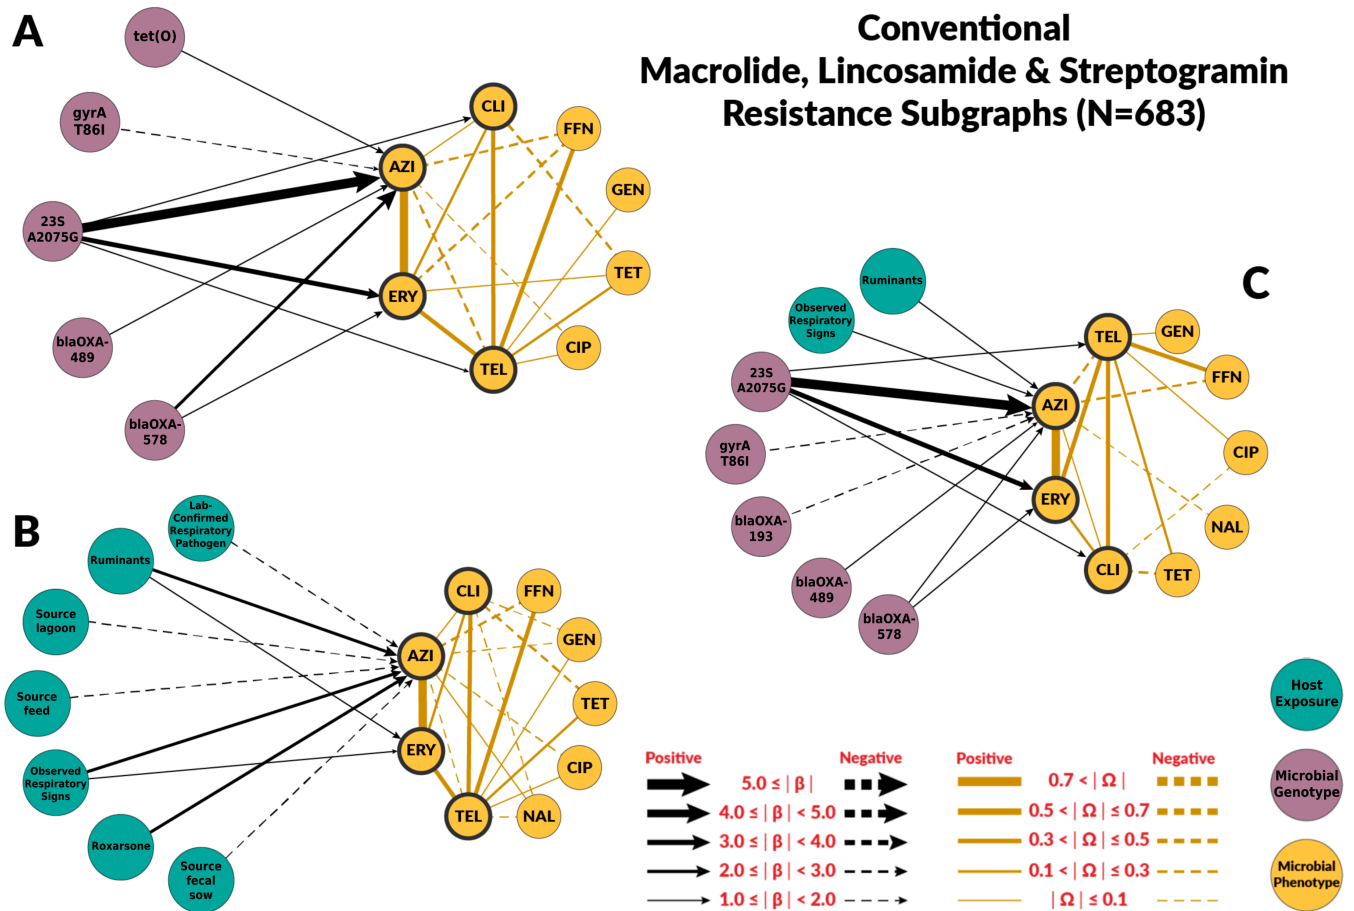 A
Conventional
Macrolide, Lincosamide & Streptogramin
Resistance Subgraphs (N=683)
tet(O)
gyrA
T86I
23S
A2075G
blaOXA-
489
blaOXA-
578
CLI
AZI
ERY
TEL
FFN
GEN
TET
CIP
B
Lab-
Confirmed
Respiratory
Pathogen
Ruminants
Source
lagoon
Source
feed
Observed
Respiratory
Signs
Roxarsone
Source
fecal
sow
CLI
AZI
ERY
TEL
FFN
GEN
TET
CIP
NAL
C
Ruminants
Observed
Respiratory
Signs
23S
A2075G
gyrA
T86I
blaOXA-
193
blaOXA-
489
blaOXA-
578
TEL
AZI
ERY
CLI
GEN
FFN
CIP
NAL
TET
Positive Negative
5.0 ≤ | β |
4.0 ≤ | β | < 5.0
3.0 ≤ | β | < 4.0
2.0 ≤ | β | < 3.0
1.0 ≤ | β | < 2.0
Positive Negative
0.7 < | Ω |
0.5 < | Ω | ≤ 0.7
0.3 < | Ω | ≤ 0.5
0.1 < | Ω | ≤ 0.3
| Ω | ≤ 0.1
Host
Exposure
Microbial
Genotype
Microbial
Phenotype